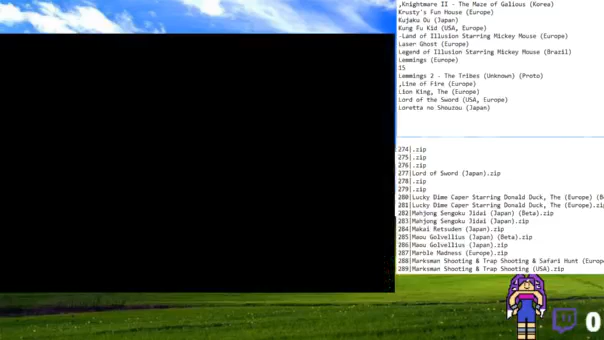 ,Knightmare II - The Maze of Galious (Korea)
Krusty's Fun House (Europe)
Kujaku Ou (Japan)
Kung Fu Kid (USA, Europe)
-Land of Illusion Starring Mickey Mouse (Europe)
Laser Ghost (Europe)
Legend of Illusion Starring Mickey Mouse (Brazil)
Lemmings (Europe)
15
Lemmings 2 - The Tribes (Unknown) (Proto)
,Line of Fire (Europe)
Lion King, The (Europe)
Lord of the Sword (USA, Europe)
Loretta no Shouzou (Japan)
274 .zip
275 .zip
276 .zip
277 Lord of Sword (Japan).zip
278 .zip
279 .zip
280 Lucky Dime Caper Starring Donald Duck, The (Europe) (B
281 Lucky Dime Caper Starring Donald Duck, The (Europe).zip
282 Mahjong Sengoku Jidai (Japan) (Beta).zip
283 Mahjong Sengoku Jidai (Japan).zip
284 Makai Retsuden (Japan).zip
285 Maou Golvellius (Japan) (Beta).zip
286 Maou Golvellius (Japan).zip
287 Marble Madness (Europe).zip
288 Marksman Shooting & Trap Shooting & Safari Hunt (Europe
289 Marksman Shooting & Trap Shooting (USA).zip
0